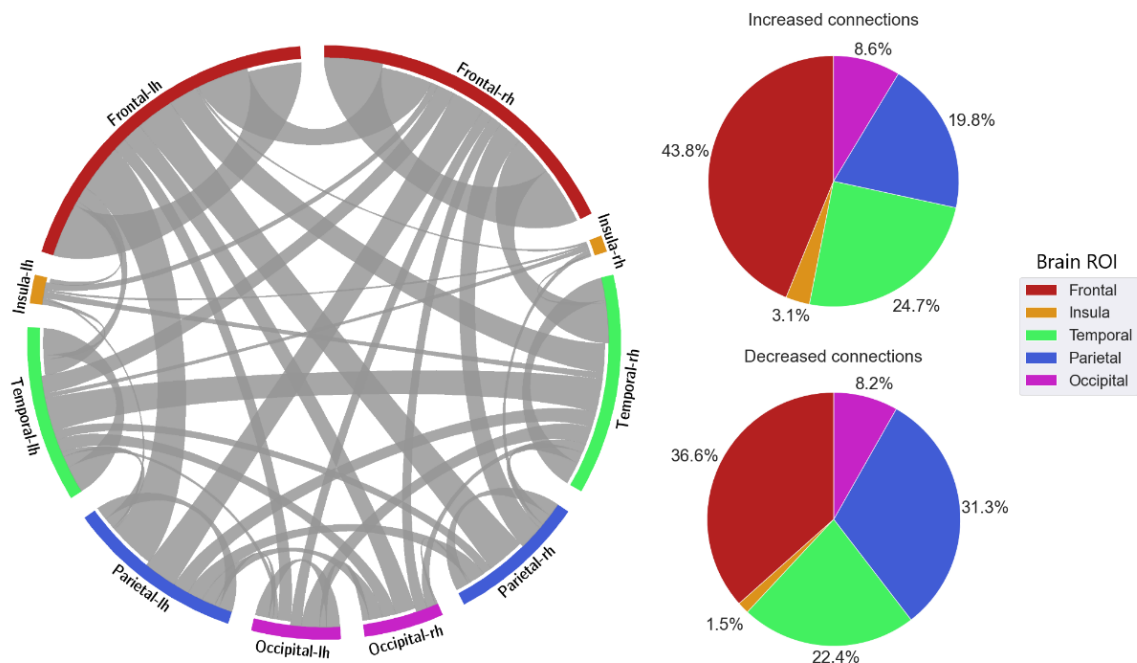 Frontal-lh
Frontal-rh
Insula-lh
Insula-rh
Temporal-lh
Temporal-rh
Parietal-lh
Parietal-rh
Occipital-lh
Occipital-rh
Increased connections
8.6%
19.8%
43.8%
24.7%
3.1%
Decreased connections
8.2%
36.6%
31.3%
1.5%
22.4%
Brain ROI
Frontal
Insula
Temporal
Parietal
Occipital